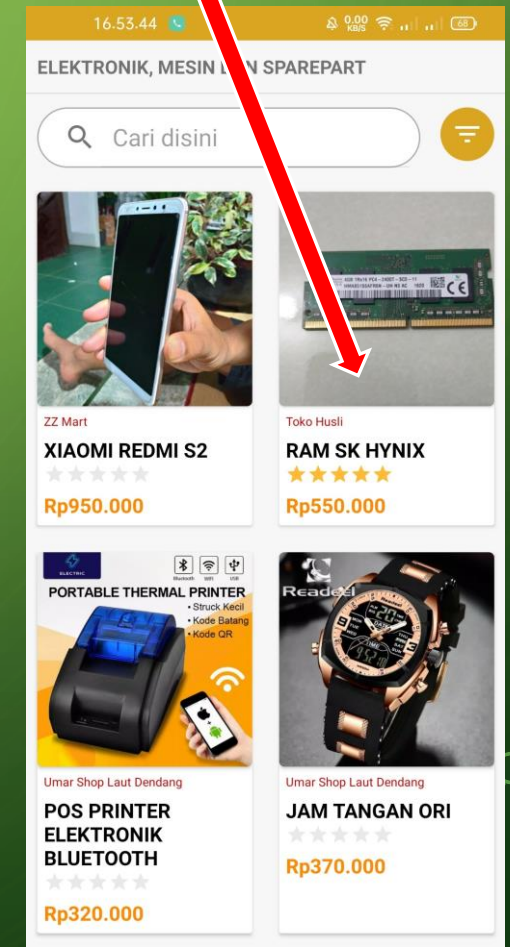 16.53.44
0.00
KB/S
68
ELEKTRONIK, MESIN DAN SPAREPART
Cari disini
ZZ Mart
XIAOMI REDMI S2
Rp950.000
Toko Husli
RAM SK HYNIX
Rp550.000
ELECTRIC
Bluetooth WIFI USB
PORTABLE THERMAL PRINTER
• Struck Kecil
• Kode Batang
• Kode QR
Umar Shop Laut Dendang
POS PRINTER
ELEKTRONIK
BLUETOOTH
Rp320.000
Readeel
Umar Shop Laut Dendang
JAM TANGAN ORI
Rp370.000